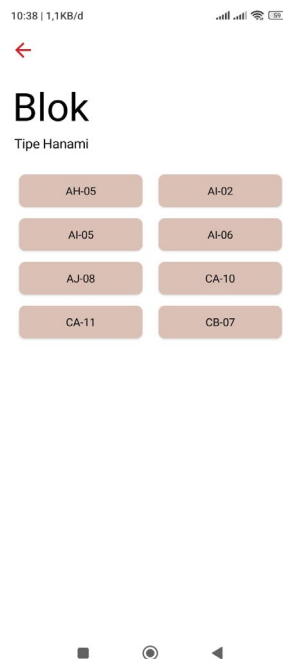 10:38 | 1,1KB/d
59
Blok
Tipe Hanami
AH-05 AI-02
AI-05 AI-06
AJ-08 CA-10
CA-11 CB-07